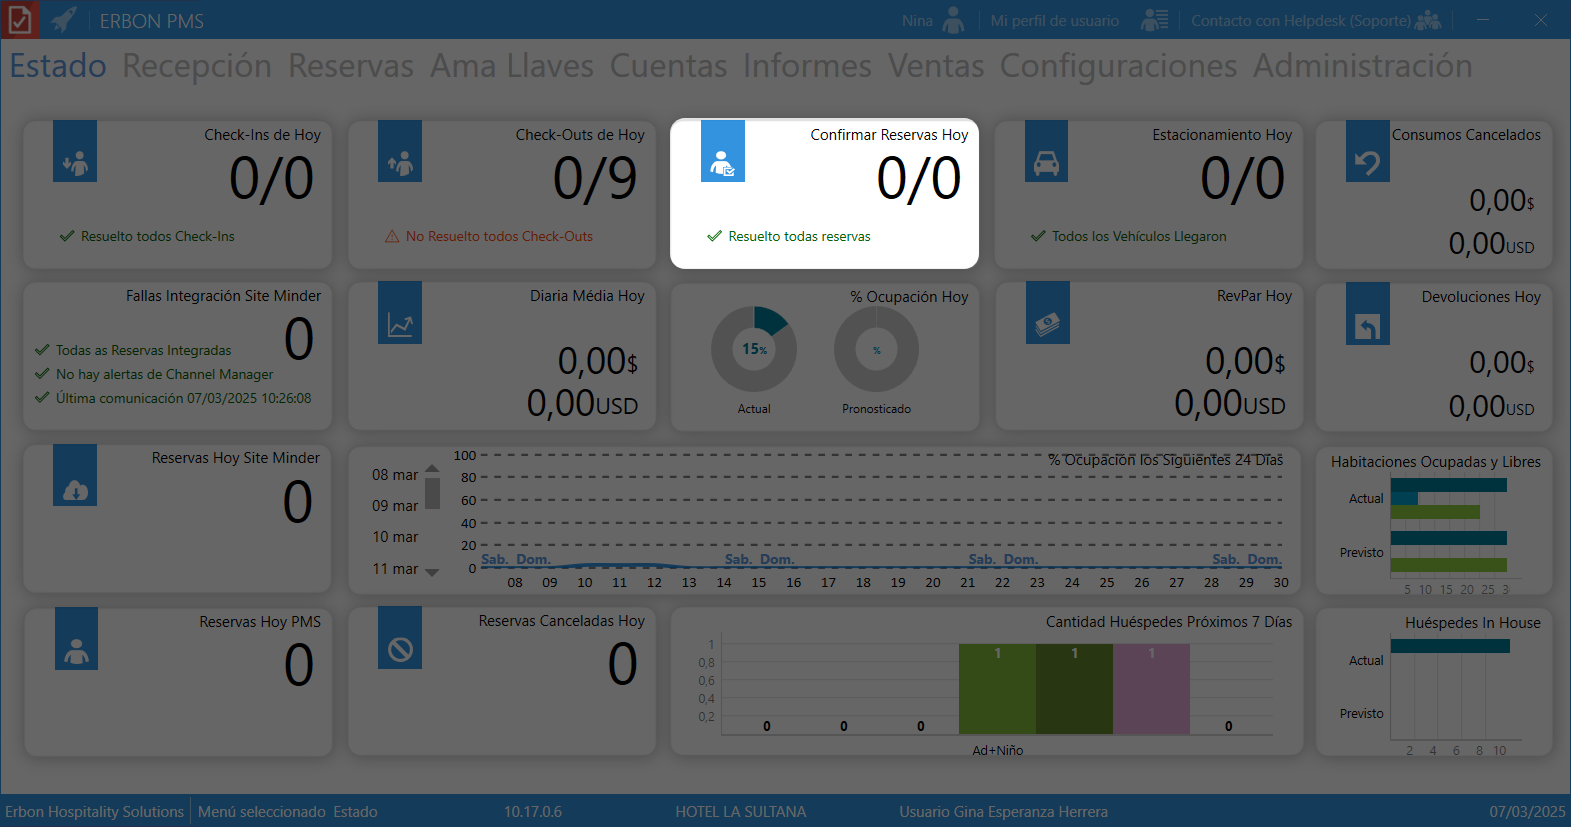 ERBON PMS
Nina
Mi perfil de usuario
Contacto con Helpdesk (Soporte)
Estado Recepción Reservas Ama Llaves Cuentas Informes Ventas Configuraciones Administración
Check-Ins de Hoy
0/0
Resuelto todos Check-Ins
Check-Outs de Hoy
0/9
No Resuelto todos Check-Outs
Confirmar Reservas Hoy
0/0
Resuelto todas reservas
Estacionamiento Hoy
0/0
Todos los Vehículos Llegaron
Consumos Cancelados
0,00$
0,00USD
Fallas Integración Site Minder
0
Todas as Reservas Integradas
No hay alertas de Channel Manager
Última comunicación 07/03/2025 10:26:08
Diaria Média Hoy
0,00$
0,00USD
% Ocupación Hoy
15%
%
Actual
Pronosticado
RevPar Hoy
0,00$
0,00USD
Devoluciones Hoy
0,00$
0,00USD
Reservas Hoy Site Minder
0
08 mar
09 mar
10 mar
11 mar
% Ocupación los Siguientes 24 Días
100
80
60
40
20
0
Sab. Dom. Sab. Dom. Sab. Dom. Sab. Dom.
08 09 10 11 12 13 14 15 16 17 18 19 20 21 22 23 24 25 26 27 28 29 30
Habitaciones Ocupadas y Libres
Actual
Previsto
5 10 15 20 25 3
Reservas Hoy PMS
0
Reservas Canceladas Hoy
0
Cantidad Huéspedes Próximos 7 Días
1
0,8
0,6
0,4
0,2
0 0 0 1 1 1 0
Ad+Niño
Huéspedes In House
Actual
Previsto
2 4 6 8 10
Erbon Hospitality Solutions
Menú seleccionado Estado
10.17.0.6
HOTEL LA SULTANA
Usuario Gina Esperanza Herrera
07/03/2025